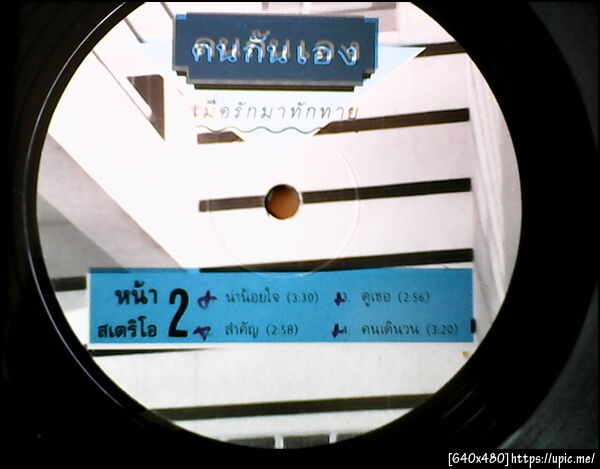 คนกันเอง
เมื่อรักมาทักทาย
หน้า 2 สเตริโอ
น่าน้อยใจ (3:30)
2. สำคัญ (2:58)
3. ดูเธอ (2:56)
4. คนเดินวน (3:20)
[640x480]https://upic.me/